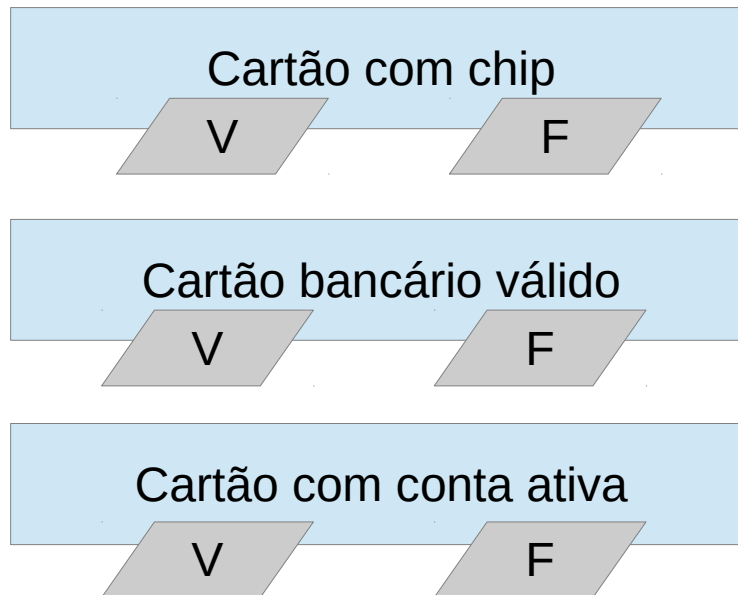 Cartão com chip
V F
Cartão bancário válido
V F
Cartão com conta ativa
V F